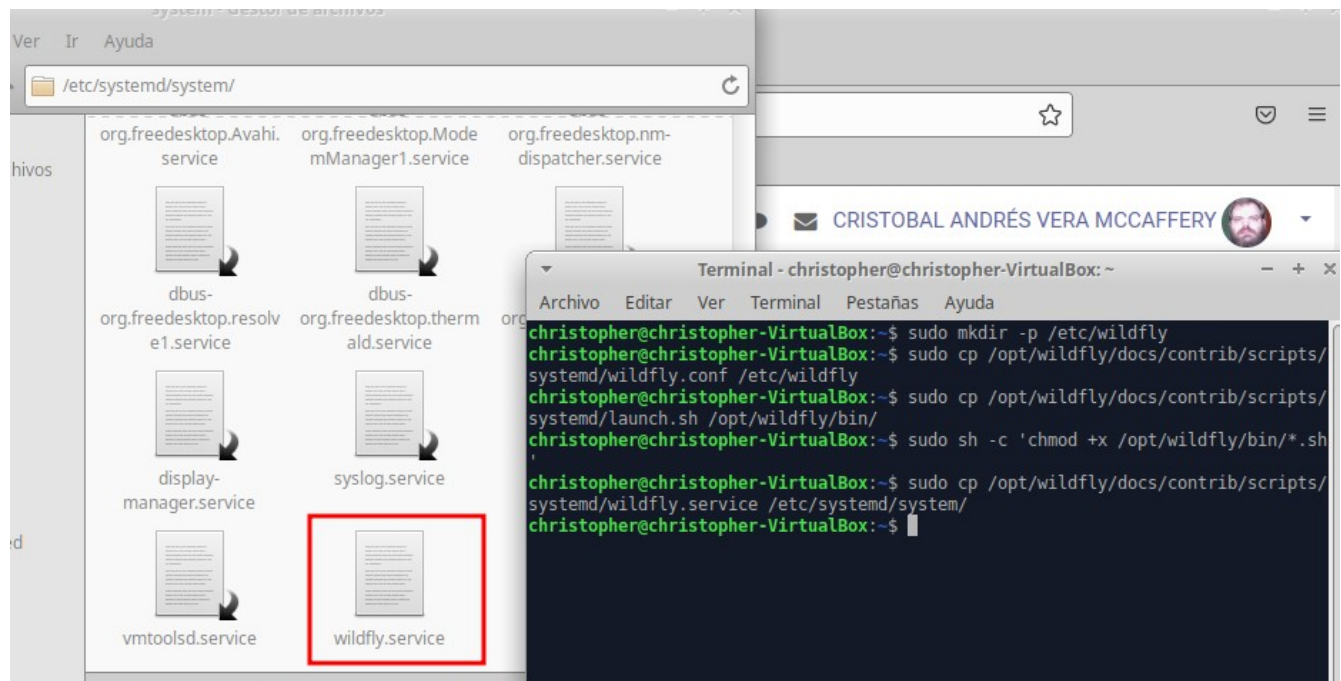 system - Gestor de archivos
Ver Ir Ayuda
/etc/systemd/system/
hivos
org.freedesktop.Avahi.
service
org.freedesktop.Mode
mManager1.service
org.freedesktop.nm-
dispatcher.service
dbus-
org.freedesktop.resolv
e1.service
dbus-
org.freedesktop.therm
ald.service
org
display-
manager.service
syslog.service
ed
vmtoolsd.service
wildfly.service
CRISTOBAL ANDRÉS VERA MCCAFFERY
Terminal - christopher@christopher-VirtualBox: ~
Archivo Editar Ver Terminal Pestañas Ayuda
christopher@christopher-VirtualBox:~$ sudo mkdir -p /etc/wildfly
christopher@christopher-VirtualBox:~$ sudo cp /opt/wildfly/docs/contrib/scripts/
systemd/wildfly.conf /etc/wildfly
christopher@christopher-VirtualBox:~$ sudo cp /opt/wildfly/docs/contrib/scripts/
systemd/launch.sh /opt/wildfly/bin/
christopher@christopher-VirtualBox:~$ sudo sh -c 'chmod +x /opt/wildfly/bin/*.sh
'
christopher@christopher-VirtualBox:~$ sudo cp /opt/wildfly/docs/contrib/scripts/
systemd/wildfly.service /etc/systemd/system/
christopher@christopher-VirtualBox:~$